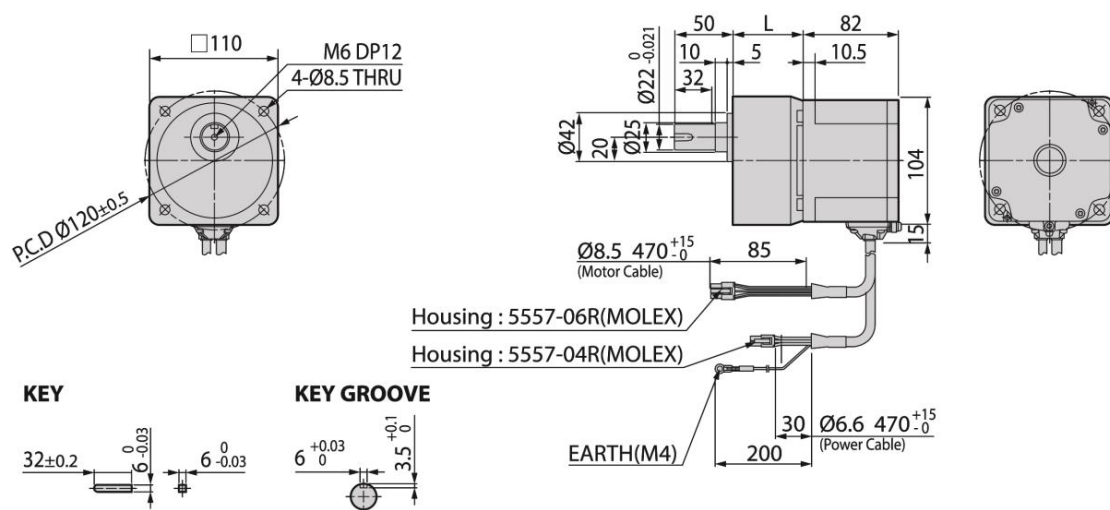 □110
M6 DP12
4-Ø8.5 THRU
P.C.D Ø120±0.5
50
L
82
10
5
10.5
32
Ø22 0 -0.021
Ø42
20
Ø25
104
15
Ø8.5 470 +15 -0
(Motor Cable)
85
Housing : 5557-06R(MOLEX)
Housing : 5557-04R(MOLEX)
EARTH(M4)
30
Ø6.6 470 +15 -0
(Power Cable)
200
KEY
32±0.2
6 0 -0.03
6 0 -0.03
KEY GROOVE
6 +0.03 0
3.5 +0.1 0